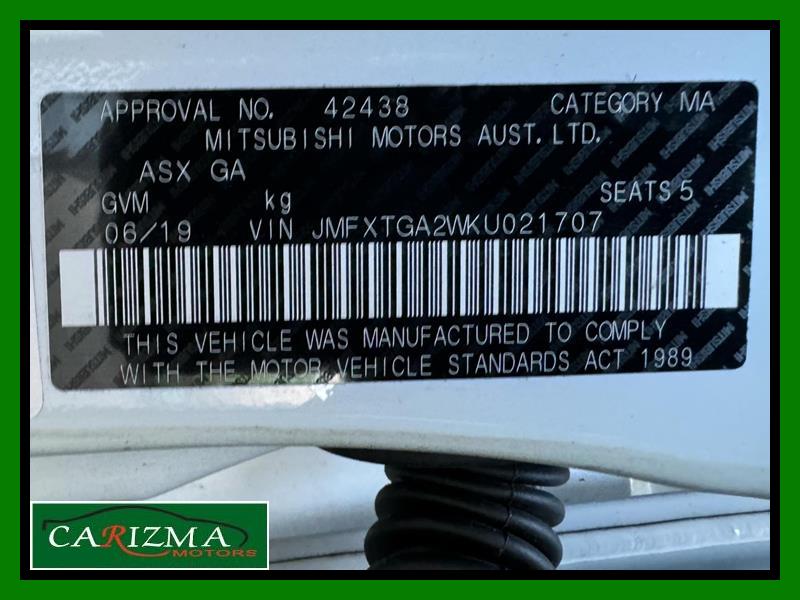 APPROVAL NO. 42438 CATEGORY MA
MITSUBISHI MOTORS AUST. LTD.
ASX GA
GVM kg SEATS 5
06/19 VIN JMFXTGA2WKU021707
THIS VEHICLE WAS MANUFACTURED TO COMPLY
WITH THE MOTOR VEHICLE STANDARDS ACT 1989
CARIZMA
MOTORS